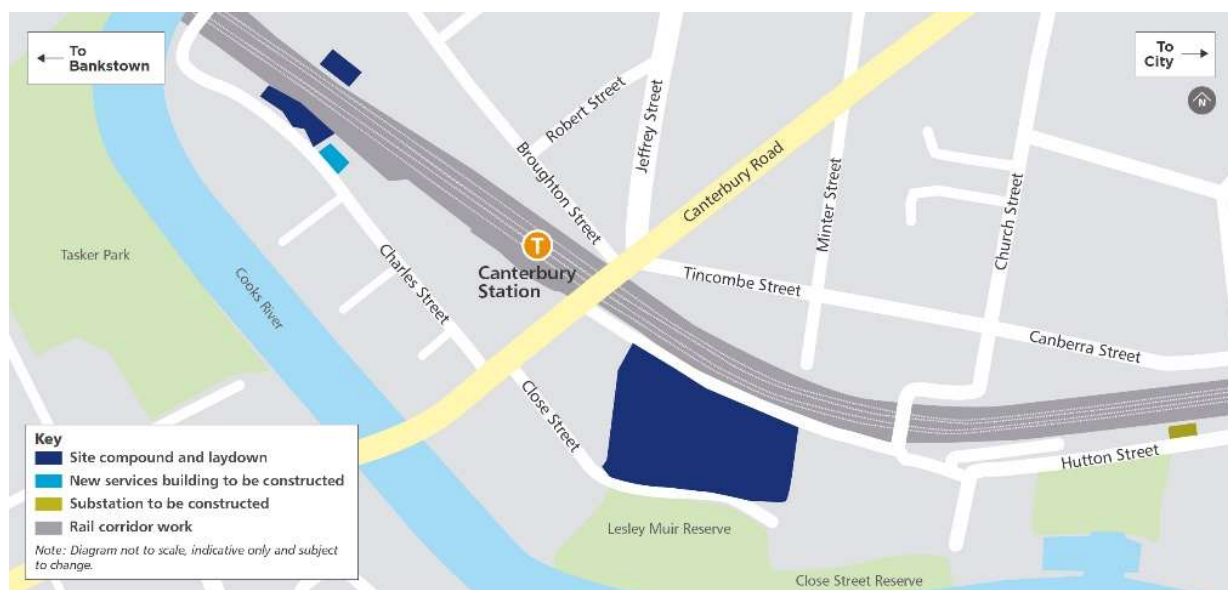 To
Bankstown
To
City
N
Robert Street
Jeffrey Street
Broughton Street
Canterbury Road
Minter Street
Church Street
T
Canterbury
Station
Tincombe Street
Tasker Park
Cooks River
Charles Street
Canberra Street
Close Street
Hutton Street
Lesley Muir Reserve
Close Street Reserve
Key
Site compound and laydown
New services building to be constructed
Substation to be constructed
Rail corridor work
Note: Diagram not to scale, indicative only and subject
to change.